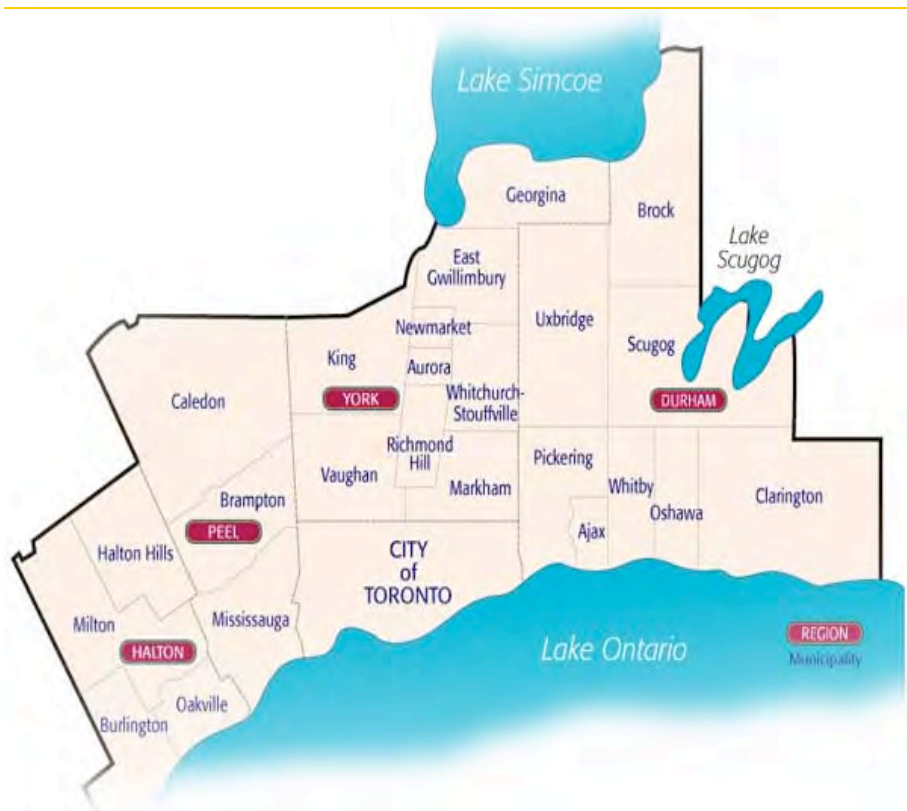 Lake Simcoe
Georgina
Brock
Lake
Scugog
East
Gwillimbury
Uxbridge
Newmarket
King
Scugog
Aurora
YORK
Whitchurch-
Stouffville
DURHAM
Caledon
Richmond
Hill
Vaughan
Markham
Pickering
Whitby
Oshawa
Clarington
Brampton
PEEL
Ajax
Halton Hills
CITY
of
TORONTO
Mississauga
Milton
HALTON
Lake Ontario
REGION
Municipality
Oakville
Burlington